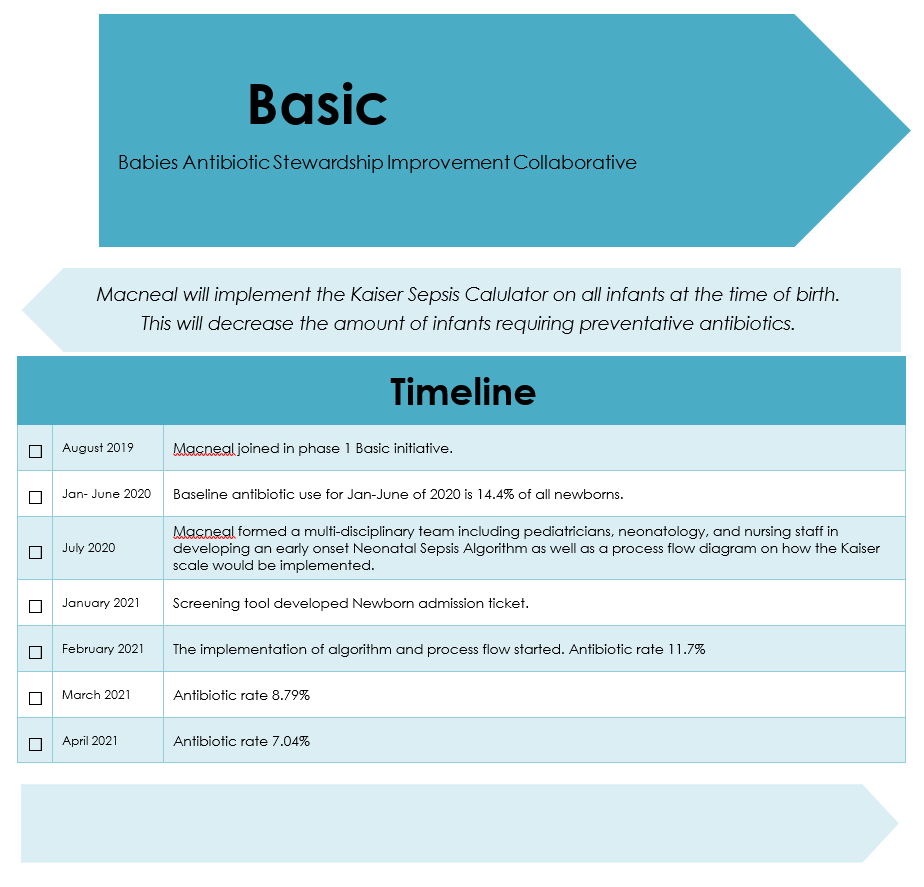 Basic
Babies Antibiotic Stewardship Improvement Collaborative
Macneal will implement the Kaiser Sepsis Calulator on all infants at the time of birth.
This will decrease the amount of infants requiring preventative antibiotics.
Timeline
August 2019 Macneal joined in phase 1 Basic initiative.
Jan- June 2020 Baseline antibiotic use for Jan-June of 2020 is 14.4% of all newborns.
July 2020 Macneal formed a multi-disciplinary team including pediatricians, neonatology, and nursing staff in
developing an early onset Neonatal Sepsis Algorithm as well as a process flow diagram on how the Kaiser
scale would be implemented.
January 2021 Screening tool developed Newborn admission ticket.
February 2021 The implementation of algorithm and process flow started. Antibiotic rate 11.7%
March 2021 Antibiotic rate 8.79%
April 2021 Antibiotic rate 7.04%